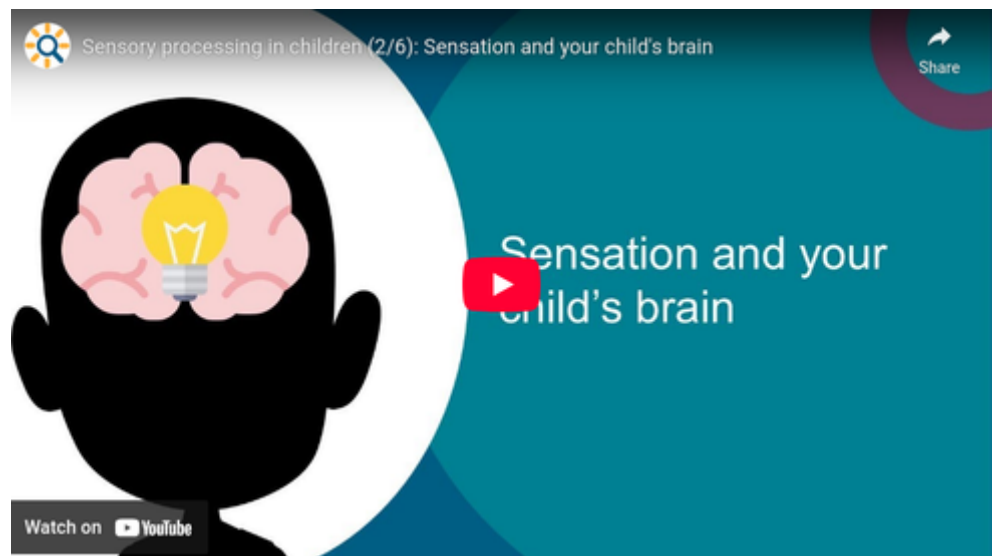 Sensory processing in children (2/6): Sensation and your child's brain
Share
Sensation and your
child’s brain
Watch on YouTube